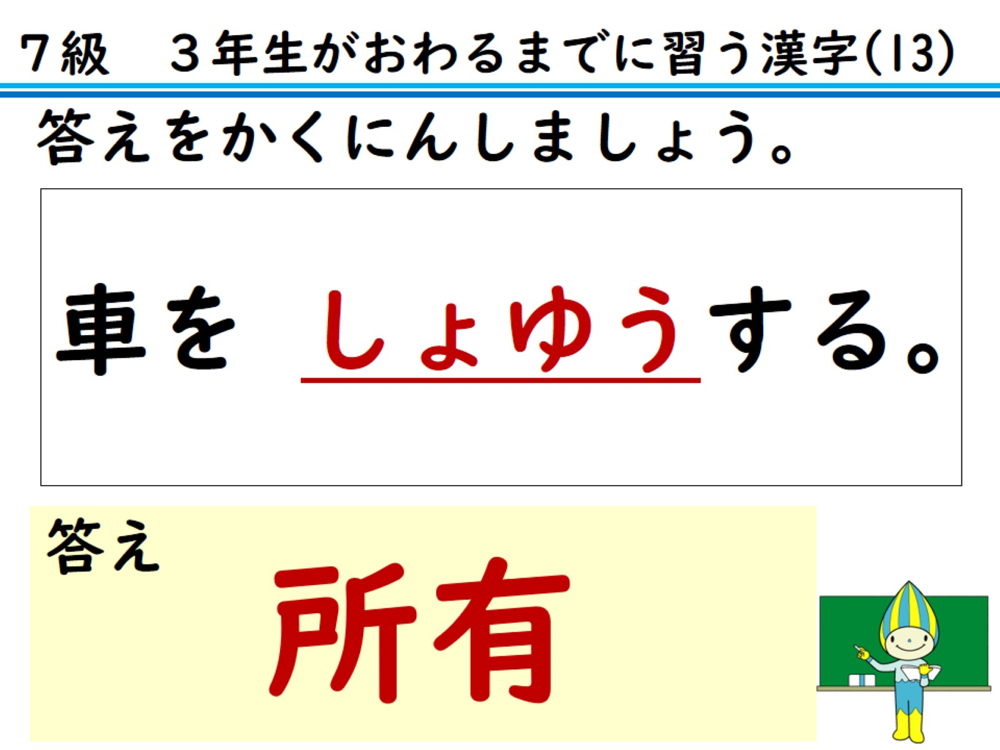 ７級　３年生がおわるまでに習う漢字(13)
答えをかくにんしましょう。
車を しょゆうする。
答え
所有